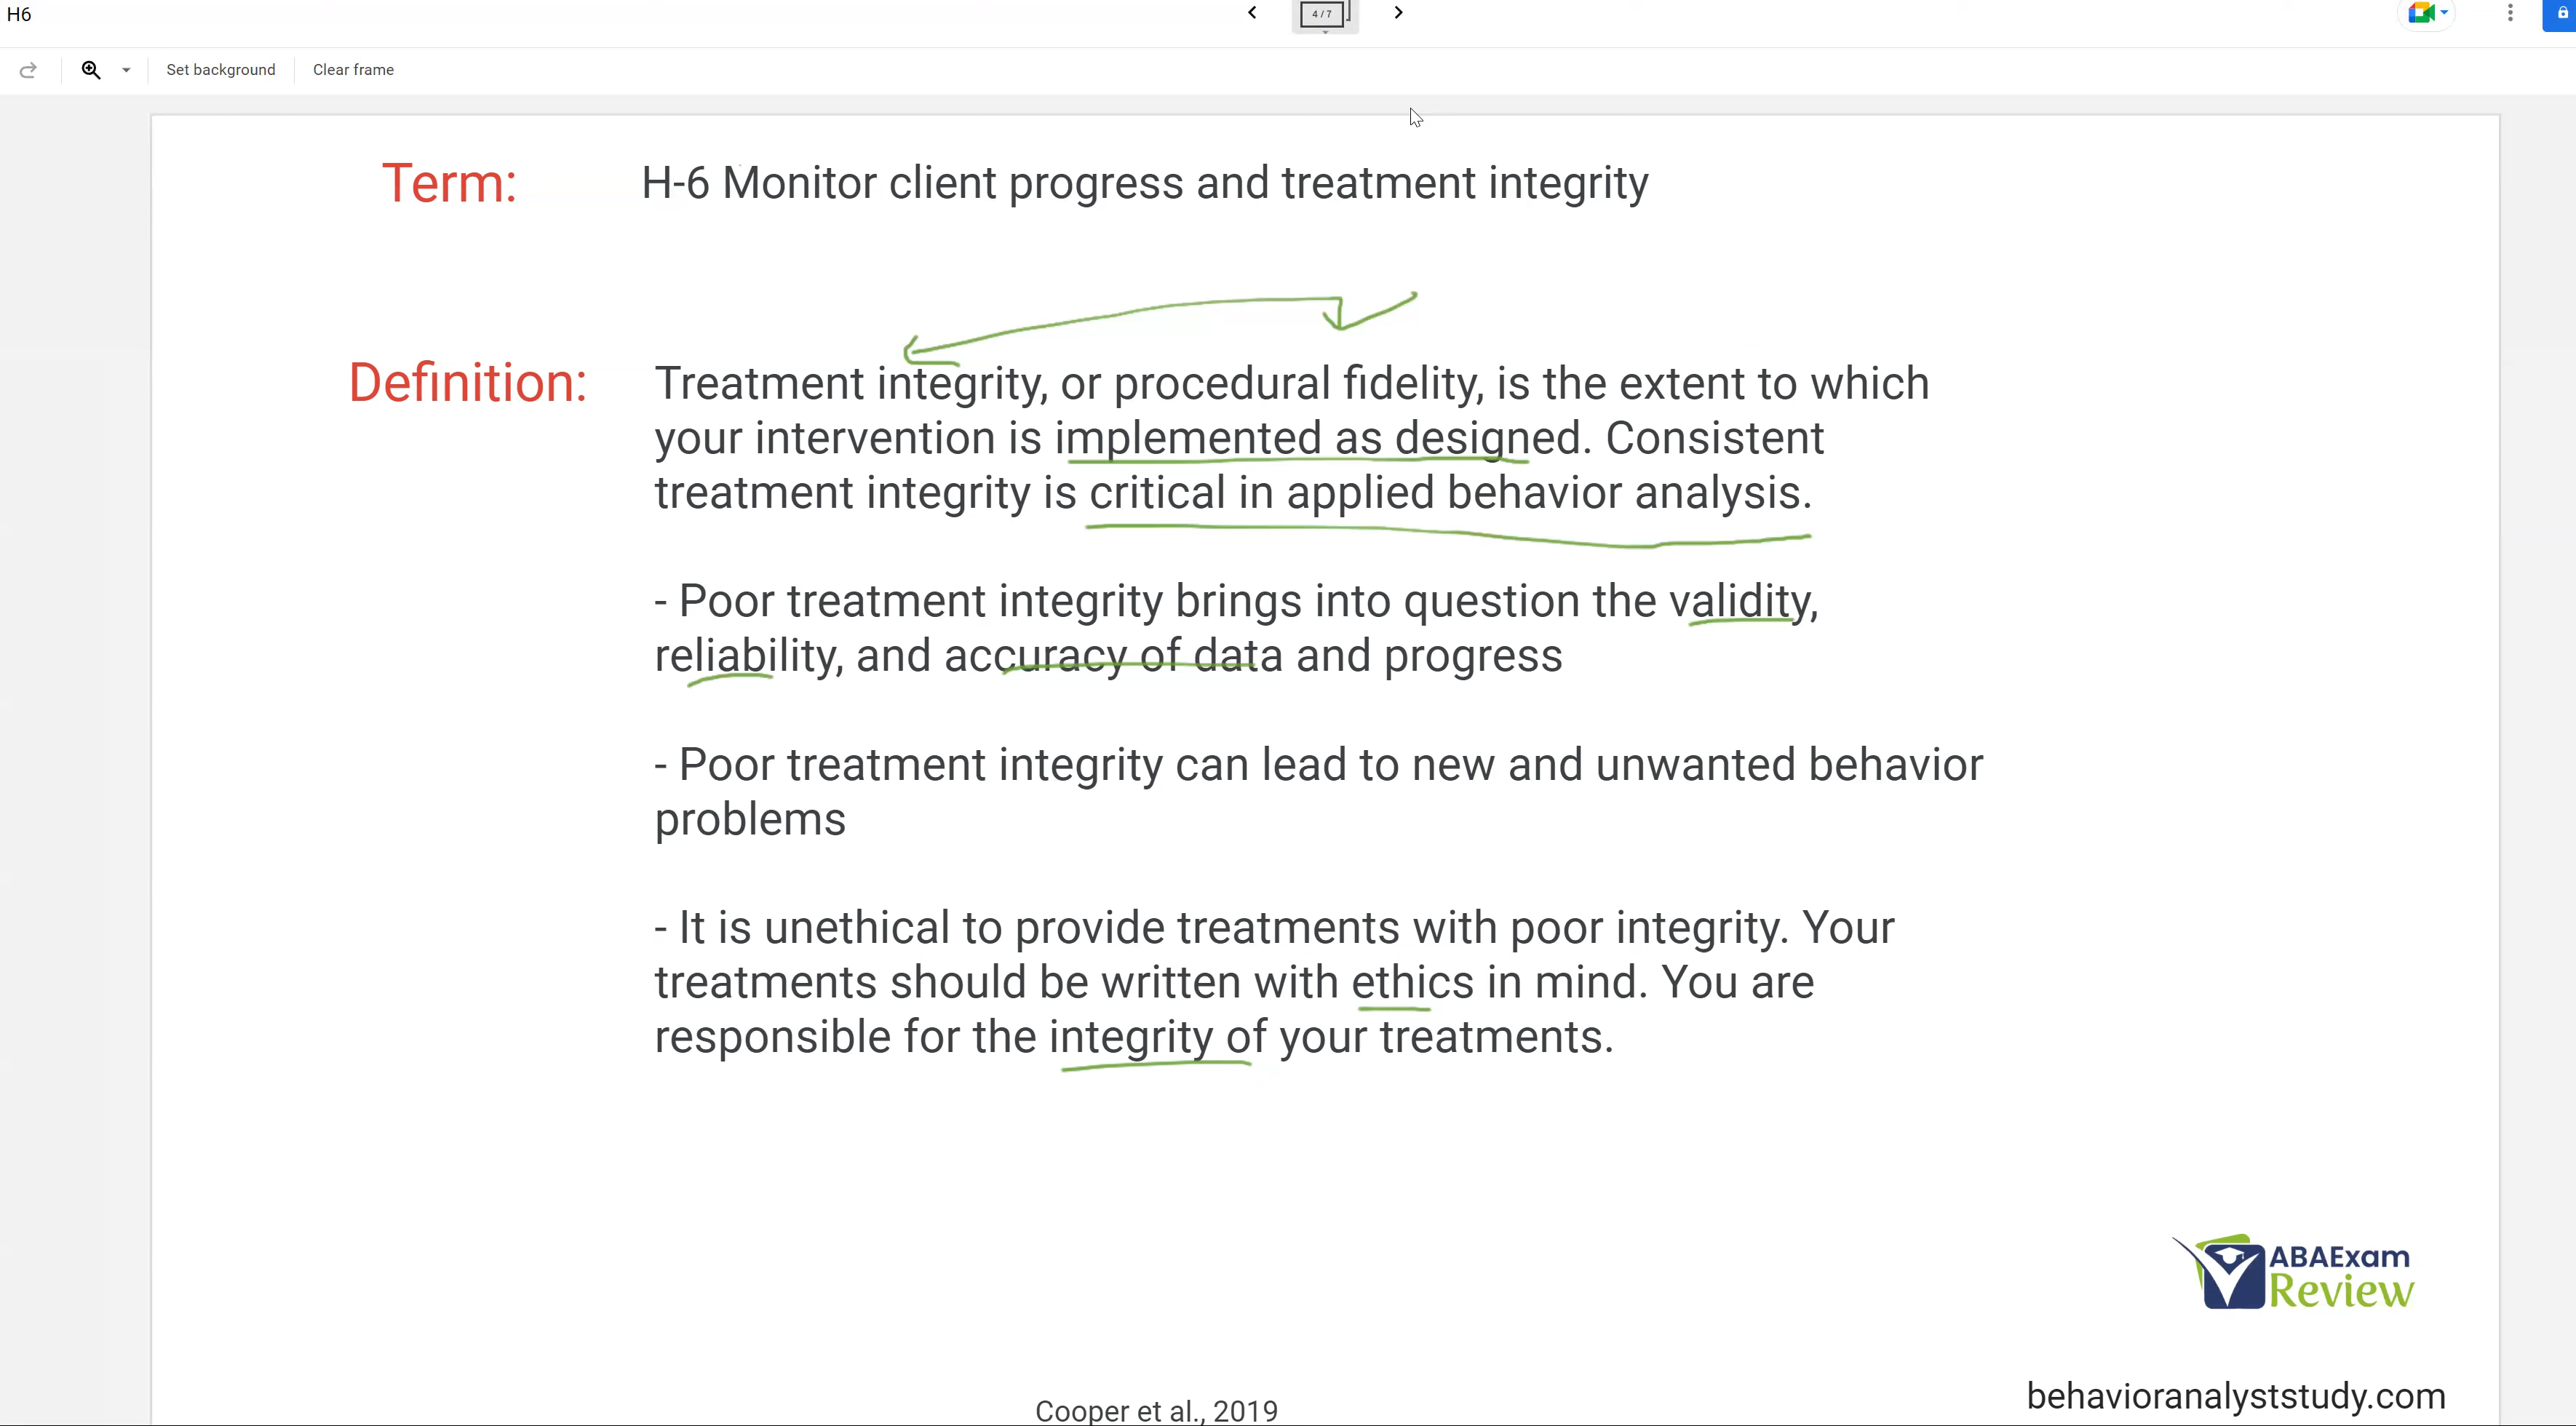 H6
4 / 7
Set background
Clear frame
Term:
H-6 Monitor client progress and treatment integrity
Definition:
Treatment integrity, or procedural fidelity, is the extent to which
your intervention is implemented as designed. Consistent
treatment integrity is critical in applied behavior analysis.
- Poor treatment integrity brings into question the validity,
reliability, and accuracy of data and progress
- Poor treatment integrity can lead to new and unwanted behavior
problems
- It is unethical to provide treatments with poor integrity. Your
treatments should be written with ethics in mind. You are
responsible for the integrity of your treatments.
ABAExam
Review
behavioranalyststudy.com
Cooper et al., 2019